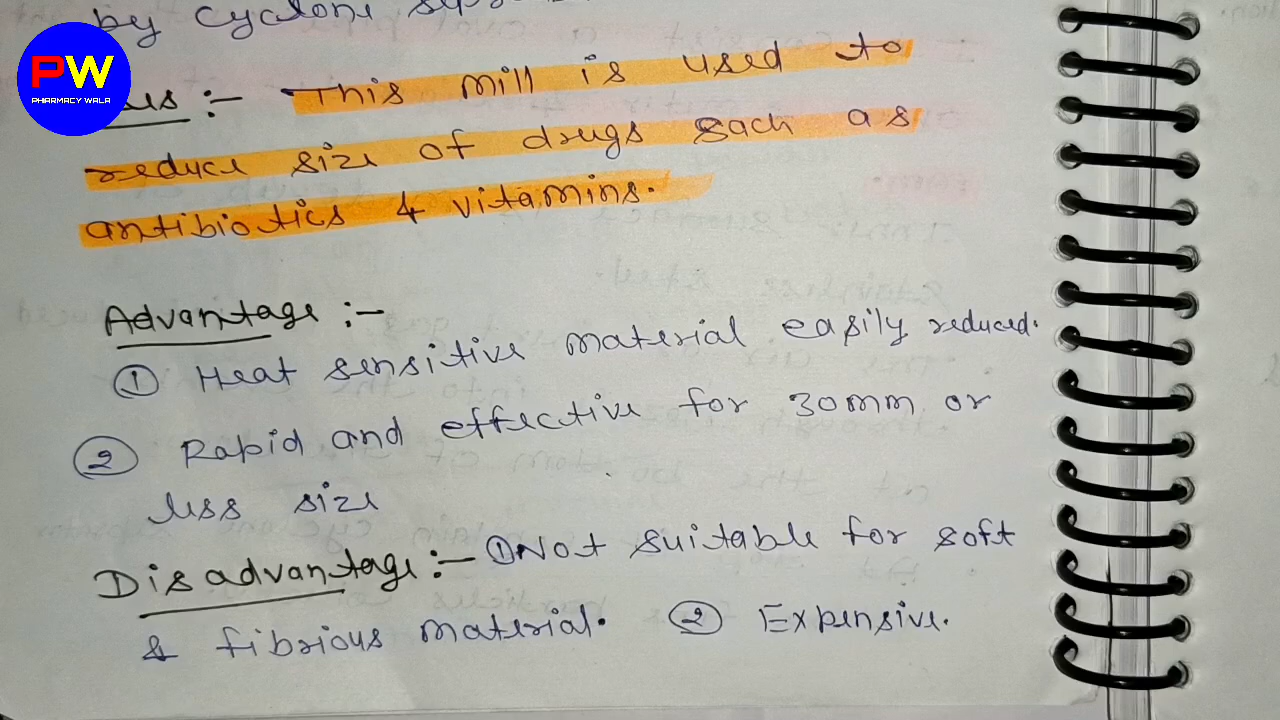 by cyclone
PW
PHARMACY WALA
:- This mill is used to
reduce size of drugs such as
antibiotics & vitamins.
Advantage :-
① Heat sensitive material easily reduced.
② Rapid and effective for 30mm or
less size
Disadvantage :- ① Not suitable for soft
& fibrious material. ② Expensive.